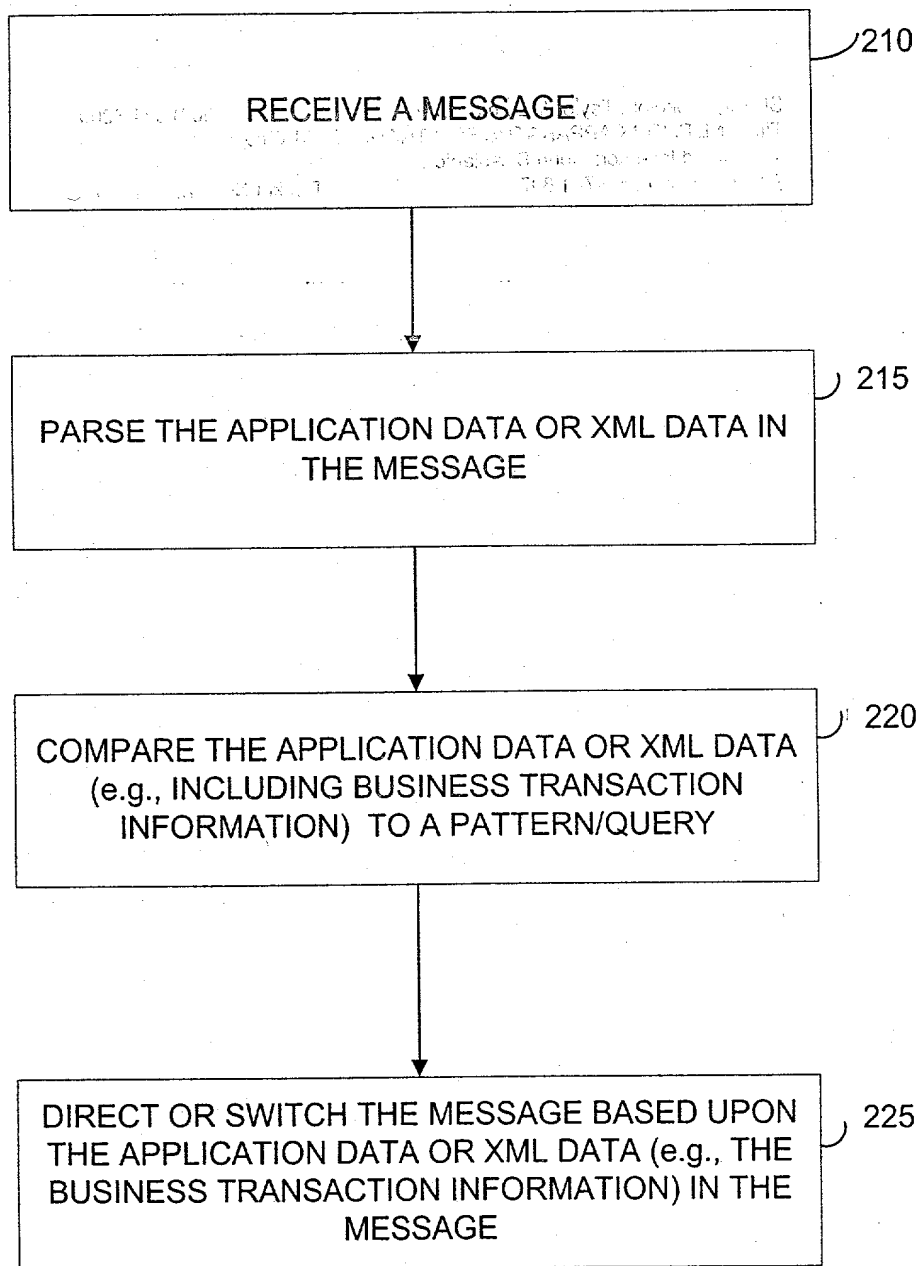 210
RECEIVE A MESSAGE
215
PARSE THE APPLICATION DATA OR XML DATA IN
THE MESSAGE
220
COMPARE THE APPLICATION DATA OR XML DATA
(e.g., INCLUDING BUSINESS TRANSACTION
INFORMATION) TO A PATTERN/QUERY
225
DIRECT OR SWITCH THE MESSAGE BASED UPON
THE APPLICATION DATA OR XML DATA (e.g., THE
BUSINESS TRANSACTION INFORMATION) IN THE
MESSAGE